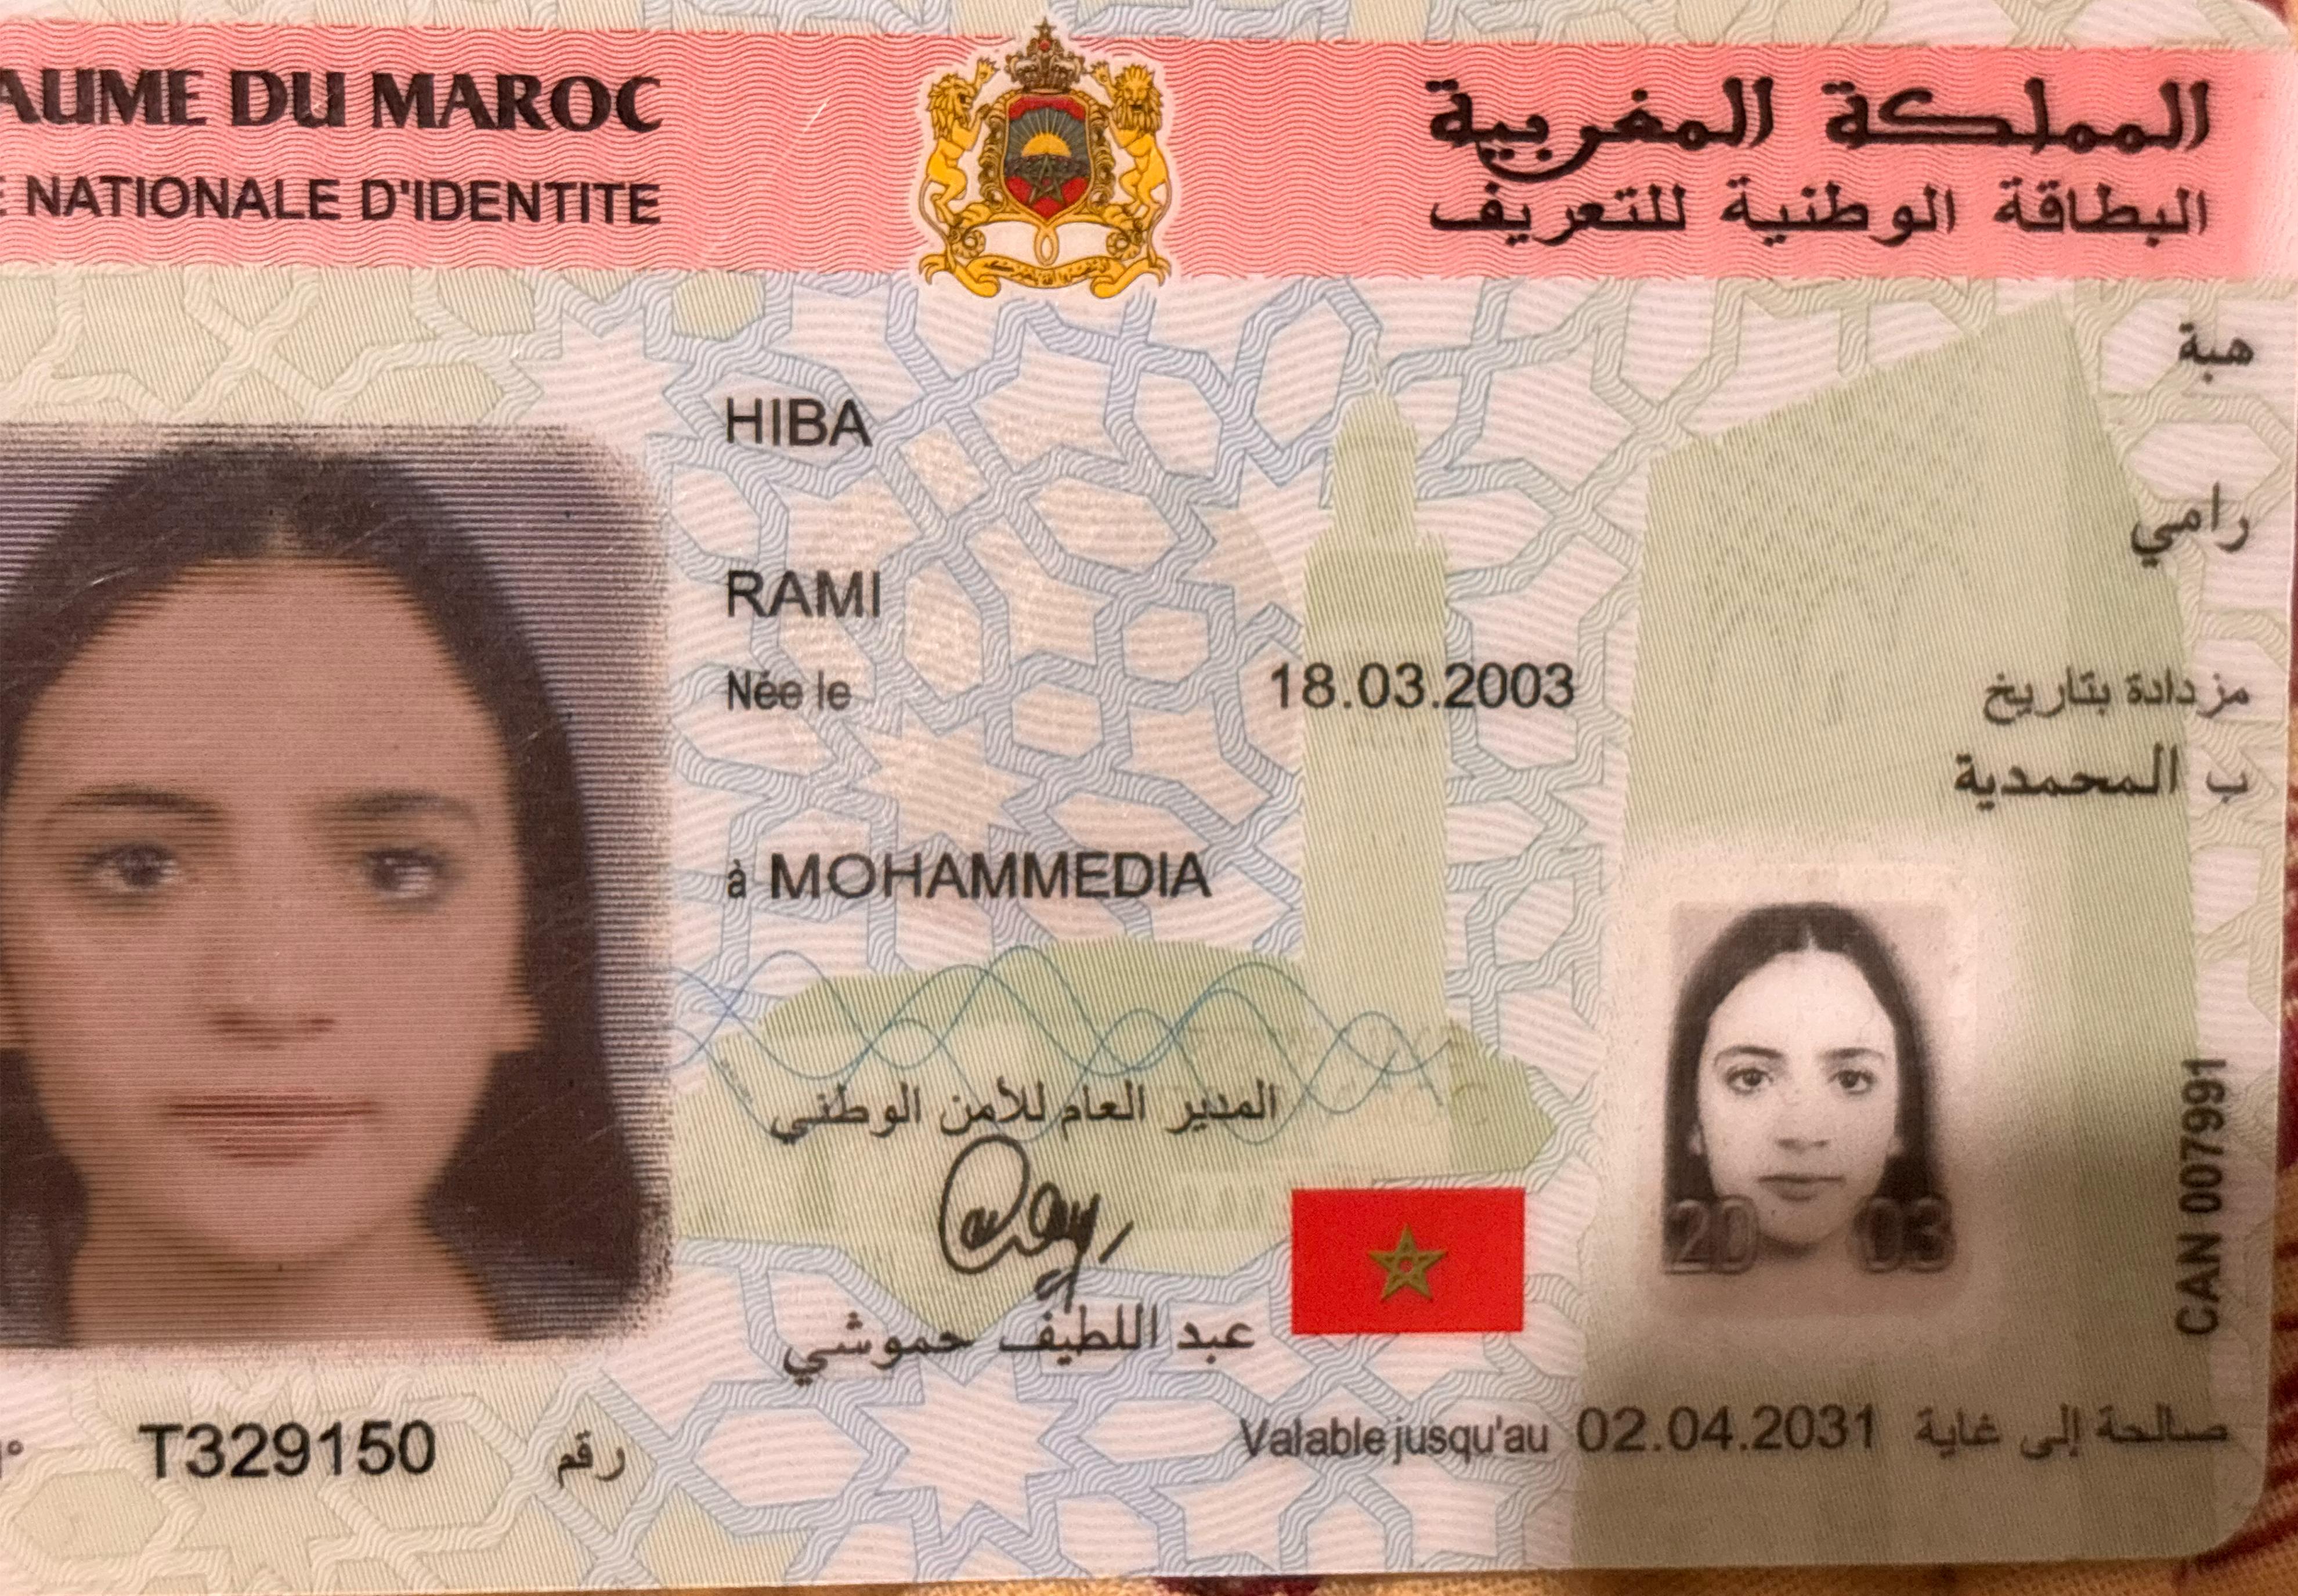 AUME DU MAROC
المملكة المغربية
E NATIONALE D'IDENTITE
البطاقة الوطنية للتعريف
هبة
HIBA
رامي
RAMI
Née le 18.03.2003 مزدادة بتاريخ
ب المحمدية
à MOHAMMEDIA
المدير العام للأمن الوطني
عبد اللطيف حموشي
20 03
CAN 007991
N° T329150 رقم
Valable jusqu'au 02.04.2031 صالحة إلى غاية